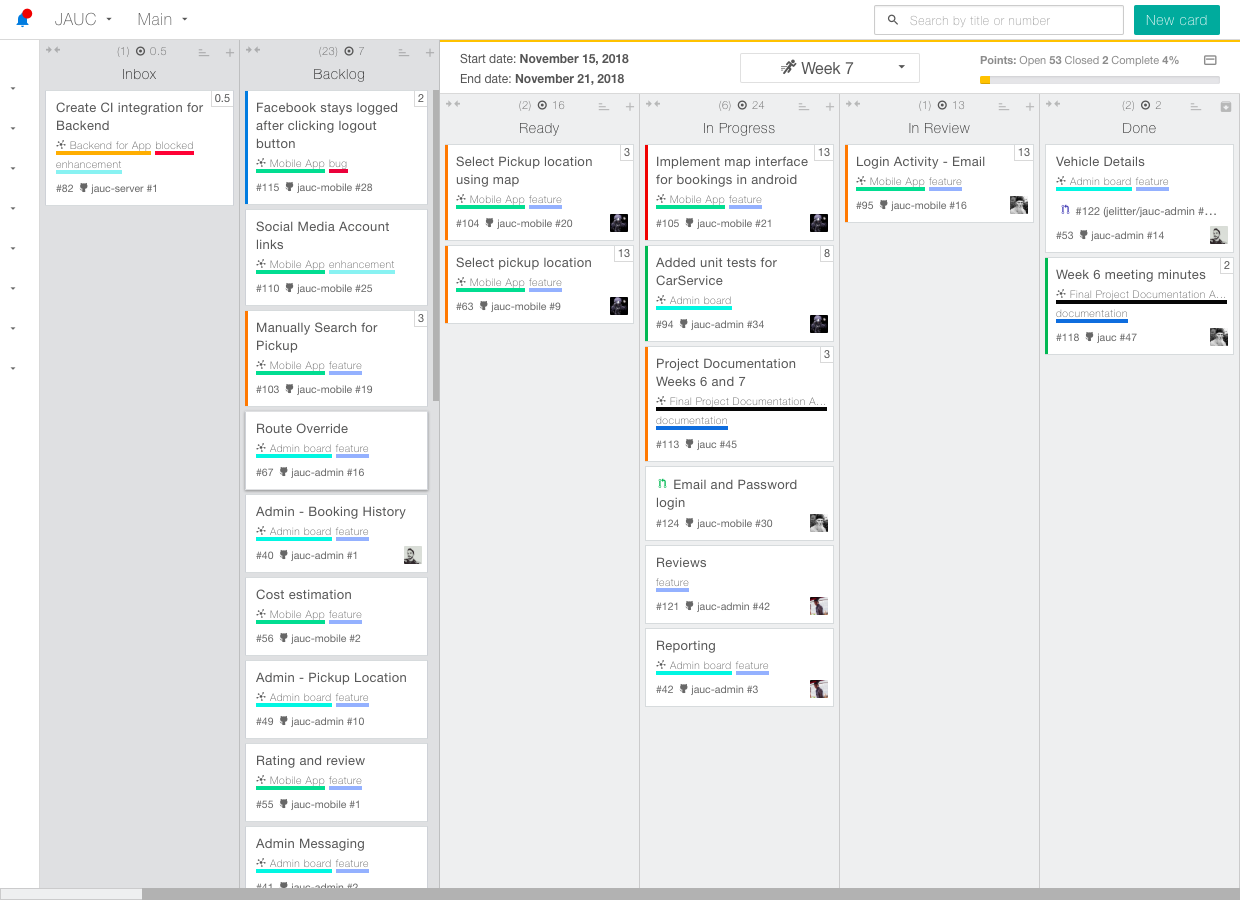 JAUC
Main
Search by title or number
New card
(1) 0.5
Inbox
0.5
Create CI integration for
Backend
Backend for App blocked
enhancement
#82 jauc-server #1
(23) 7
Backlog
2
Facebook stays logged
after clicking logout
button
Mobile App bug
#115 jauc-mobile #28
Social Media Account
links
Mobile App enhancement
#110 jauc-mobile #25
3
Manually Search for
Pickup
Mobile App feature
#103 jauc-mobile #19
Route Override
Admin board feature
#67 jauc-admin #16
Admin - Booking History
Admin board feature
#40 jauc-admin #1
Cost estimation
Mobile App feature
#56 jauc-mobile #2
Admin - Pickup Location
Admin board feature
#49 jauc-admin #10
Rating and review
Mobile App feature
#55 jauc-mobile #1
Admin Messaging
Admin board feature
#41 jauc-admin #2
Start date: November 15, 2018
End date: November 21, 2018
Week 7
Points: Open 53 Closed 2 Complete 4%
(2) 16
Ready
3
Select Pickup location
using map
Mobile App feature
#104 jauc-mobile #20
13
Select pickup location
Mobile App feature
#63 jauc-mobile #9
(6) 24
In Progress
13
Implement map interface
for bookings in android
Mobile App feature
#105 jauc-mobile #21
8
Added unit tests for
CarService
Admin board
#94 jauc-admin #34
3
Project Documentation
Weeks 6 and 7
Final Project Documentation A...
documentation
#113 jauc #45
Email and Password
login
#124 jauc-mobile #30
Reviews
feature
#121 jauc-admin #42
Reporting
Admin board feature
#42 jauc-admin #3
(1) 13
In Review
13
Login Activity - Email
Mobile App feature
#95 jauc-mobile #16
(2) 2
Done
Vehicle Details
Admin board feature
#122 (jelitter/jauc-admin #...
#53 jauc-admin #14
2
Week 6 meeting minutes
Final Project Documentation A...
documentation
#118 jauc #47